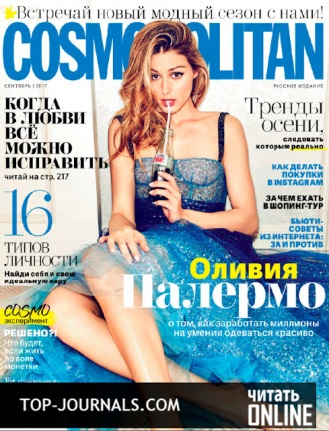 Встречай новый модный сезон с нами!
COSMOPOLITAN
СЕНТЯБРЬ | 2017
РУССКОЕ ИЗДАНИЕ
КОГДА
В ЛЮБВИ
ВСЁ
МОЖНО
ИСПРАВИТЬ
ЧИТАЙ НА СТР. 217
16
ТИПОВ
ЛИЧНОСТИ
Найди себя и свою
идеальную пару
COSMO
эксперимент
РЕШЕНО?!
Что будет,
если жить
по воле
монетки
Тренды
осени,
следовать
которым реально
КАК ДЕЛАТЬ
ПОКУПКИ
В INSTAGRAM
ЗАЧЕМ ЕХАТЬ
В ШОПИНГ-ТУР
БЬЮТИ-
СОВЕТЫ
ИЗ ИНТЕРНЕТА:
ЗА И ПРОТИВ
Оливия
Палермо
о том, как заработать миллионы
на умении одеваться красиво
TOP-JOURNALS.COM
читать
ONLINE